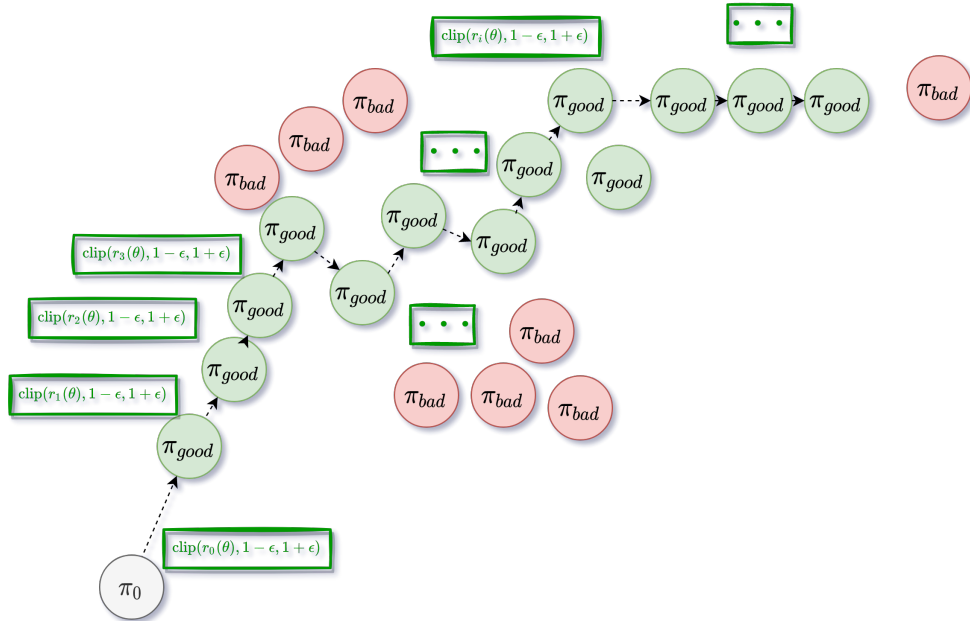 clip(r_i(θ), 1 − ϵ, 1 + ϵ)
• • •
π_bad
π_bad
π_good
π_good
π_good
π_good
π_bad
π_bad
• • •
π_good
π_good
π_bad
π_good
π_good
π_good
clip(r_3(θ), 1 − ϵ, 1 + ϵ)
π_good
π_good
clip(r_2(θ), 1 − ϵ, 1 + ϵ)
• • •
π_bad
π_good
clip(r_1(θ), 1 − ϵ, 1 + ϵ)
π_bad
π_bad
π_bad
π_good
clip(r_0(θ), 1 − ϵ, 1 + ϵ)
π_0